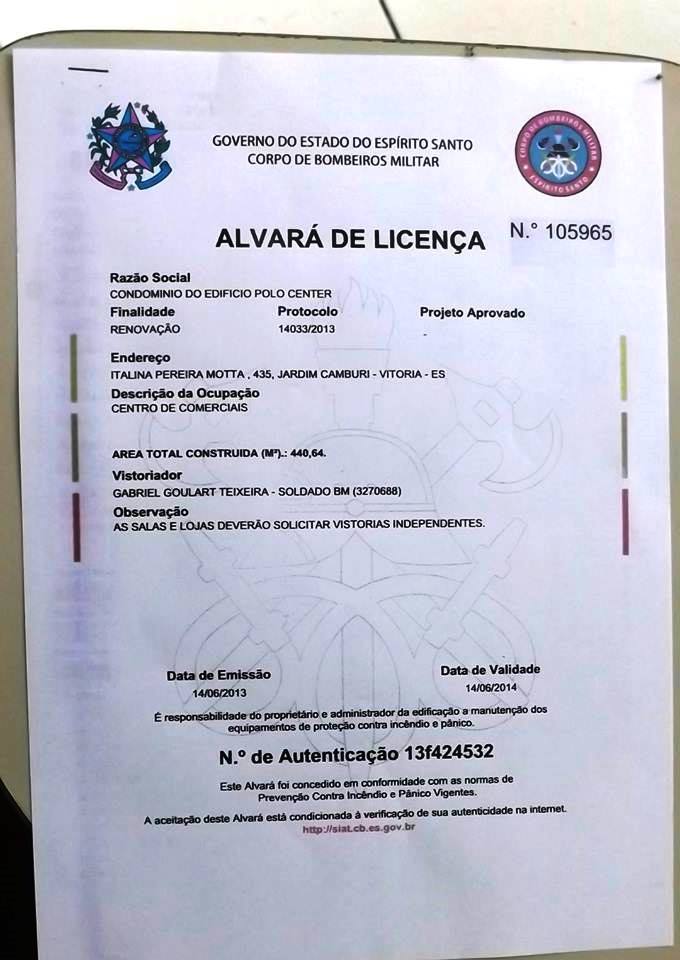 GOVERNO DO ESTADO DO ESPÍRITO SANTO
CORPO DE BOMBEIROS MILITAR
CORPO DE BOMBEIROS MILITAR
ESPIRITO SANTO
ALVARÁ DE LICENÇA
N.° 105965
Razão Social
CONDOMINIO DO EDIFICIO POLO CENTER
Finalidade Protocolo Projeto Aprovado
RENOVAÇÃO 14033/2013 -
Endereço
ITALINA PEREIRA MOTTA , 435, JARDIM CAMBURI - VITORIA - ES
Descrição da Ocupação
CENTRO DE COMERCIAIS
AREA TOTAL CONSTRUIDA (M²).: 440,64.
Vistoriador
GABRIEL GOULART TEIXEIRA - SOLDADO BM (3270688)
Observação
AS SALAS E LOJAS DEVERÃO SOLICITAR VISTORIAS INDEPENDENTES.
Data de Emissão Data de Validade
14/06/2013 14/06/2014
É responsabilidade do proprietário e administrador da edificação a manutenção dos
equipamentos de proteção contra incêndio e pânico.
N.º de Autenticação 13f424532
Este Alvará foi concedido em conformidade com as normas de
Prevenção Contra Incêndio e Pânico Vigentes.
A aceitação deste Alvará está condicionada à verificação de sua autenticidade na internet.
http://siat.cb.es.gov.br